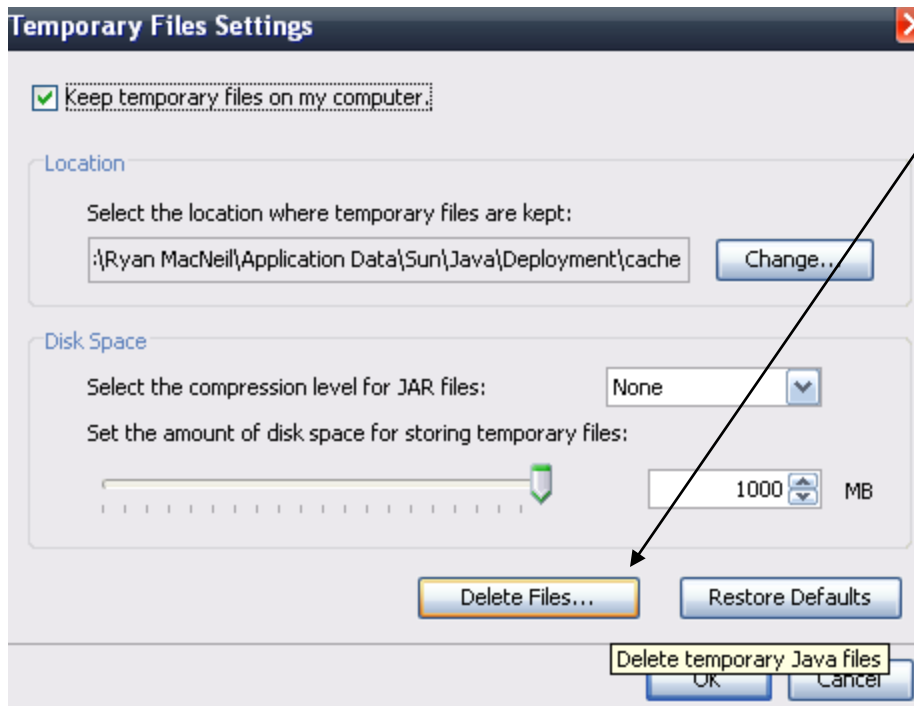 Temporary Files Settings
Keep temporary files on my computer.
Location
Select the location where temporary files are kept:
:\Ryan MacNeil\Application Data\Sun\Java\Deployment\cache
Change...
Disk Space
Select the compression level for JAR files:
None
Set the amount of disk space for storing temporary files:
1000
MB
Delete Files...
Restore Defaults
Delete temporary Java files
OK
Cancel